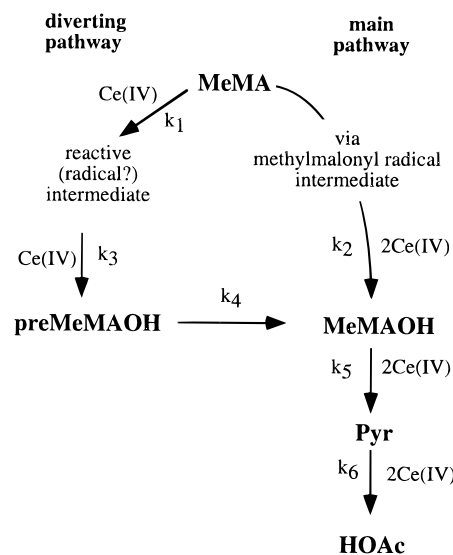 diverting
pathway
main
pathway
MeMA
Ce(IV)
k1
reactive
(radical?)
intermediate
via
methylmalonyl radical
intermediate
Ce(IV)
k3
k2
2Ce(IV)
preMeMAOH
k4
MeMAOH
k5
2Ce(IV)
Pyr
k6
2Ce(IV)
HOAc